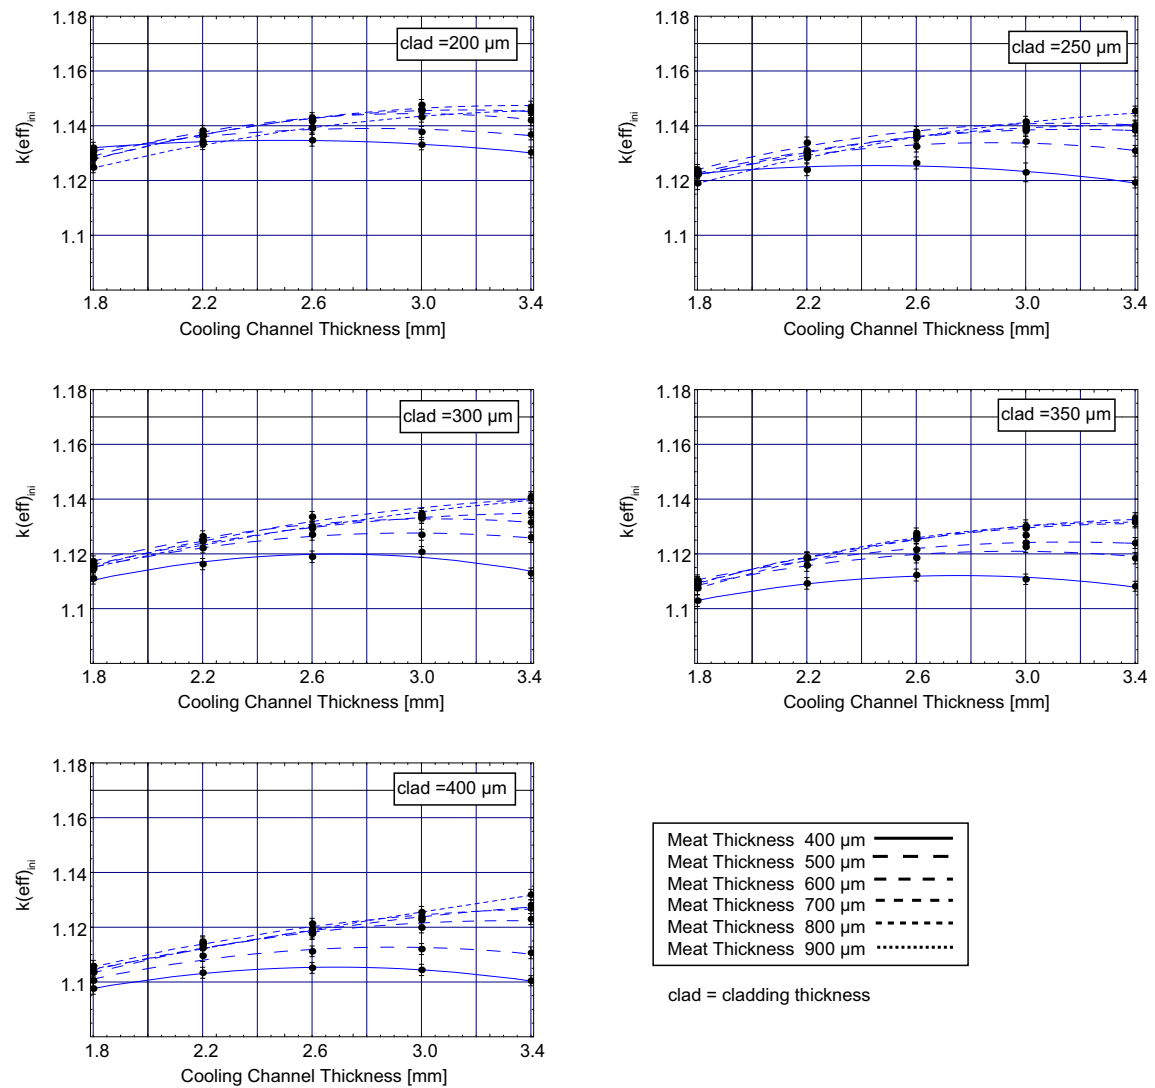 1.18
1.16
1.14
1.12
1.1
k(eff)ini
clad =200 µm
1.8
2.2
2.6
3.0
3.4
Cooling Channel Thickness [mm]
1.18
1.16
1.14
1.12
1.1
k(eff)ini
clad =250 µm
1.8
2.2
2.6
3.0
3.4
Cooling Channel Thickness [mm]
1.18
1.16
1.14
1.12
1.1
k(eff)ini
clad =300 µm
1.8
2.2
2.6
3.0
3.4
Cooling Channel Thickness [mm]
1.18
1.16
1.14
1.12
1.1
k(eff)ini
clad =350 µm
1.8
2.2
2.6
3.0
3.4
Cooling Channel Thickness [mm]
1.18
1.16
1.14
1.12
1.1
k(eff)ini
clad =400 µm
1.8
2.2
2.6
3.0
3.4
Cooling Channel Thickness [mm]
Meat Thickness 400 µm
Meat Thickness 500 µm
Meat Thickness 600 µm
Meat Thickness 700 µm
Meat Thickness 800 µm
Meat Thickness 900 µm
clad = cladding thickness